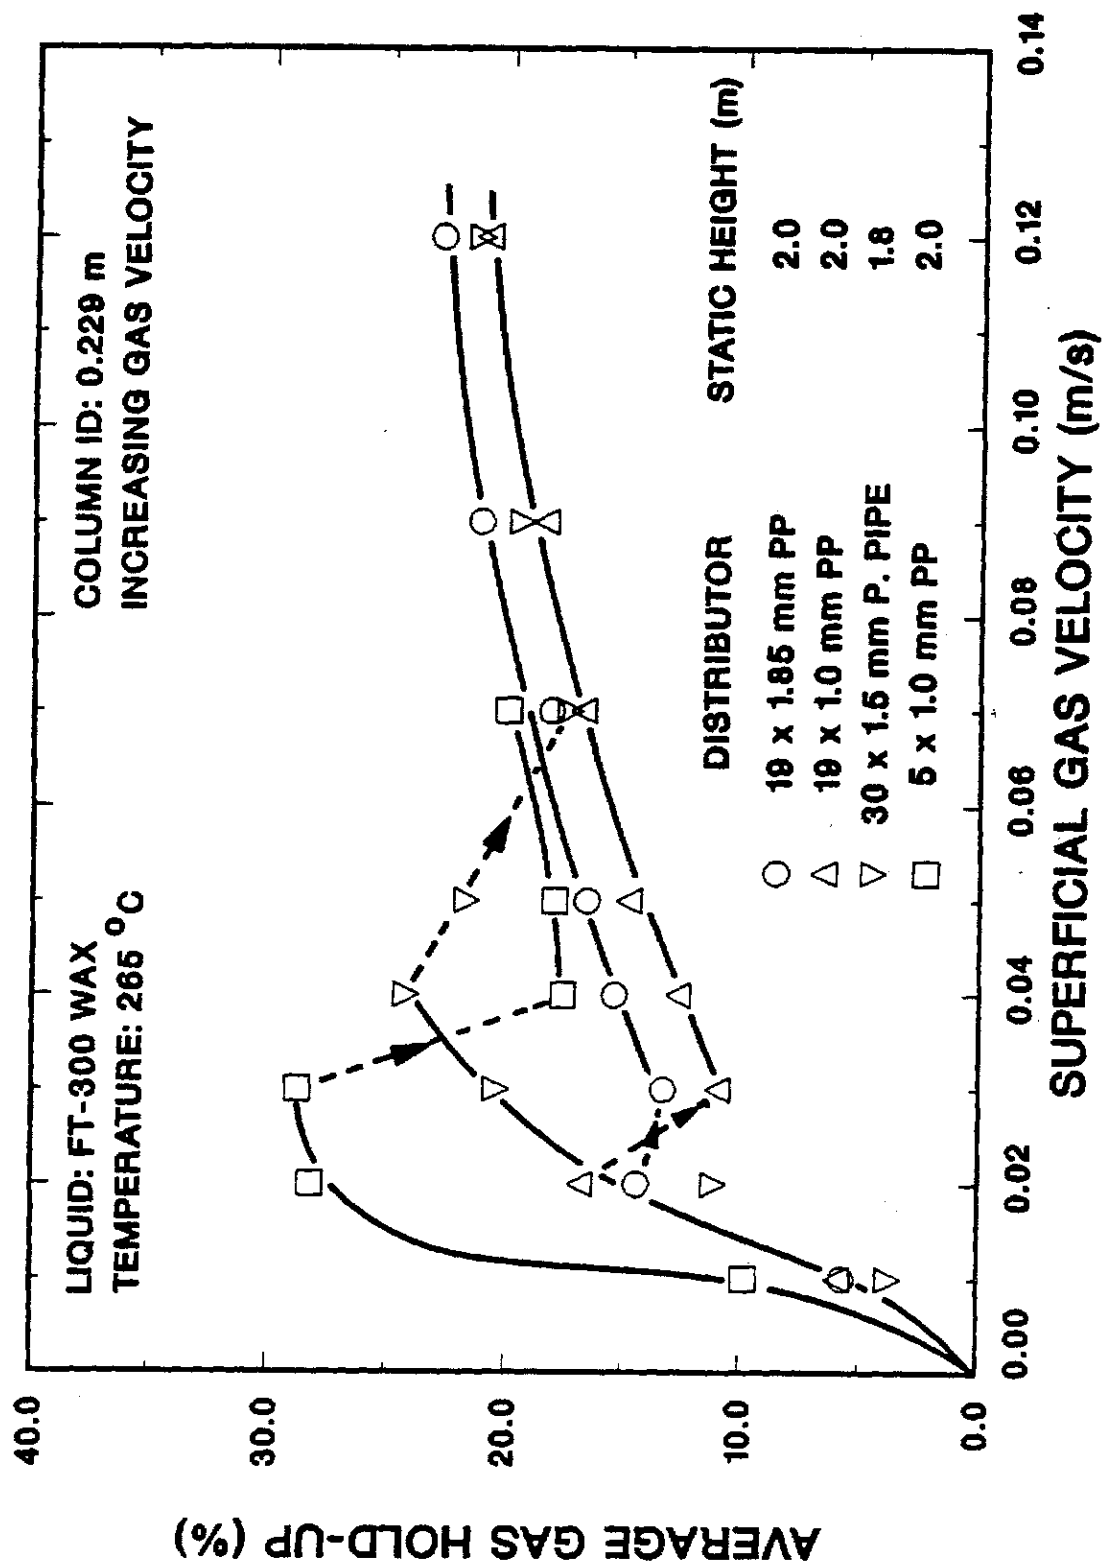 LIQUID: FT-300 WAX
TEMPERATURE: 265 °C
COLUMN ID: 0.229 m
INCREASING GAS VELOCITY
40.0
30.0
20.0
10.0
0.0
AVERAGE GAS HOLD-UP (%)
DISTRIBUTOR STATIC HEIGHT (m)
19 x 1.85 mm PP 2.0
19 x 1.0 mm PP 2.0
30 x 1.5 mm P. PIPE 1.8
5 x 1.0 mm PP 2.0
0.00 0.02 0.04 0.06 0.08 0.10 0.12 0.14
SUPERFICIAL GAS VELOCITY (m/s)